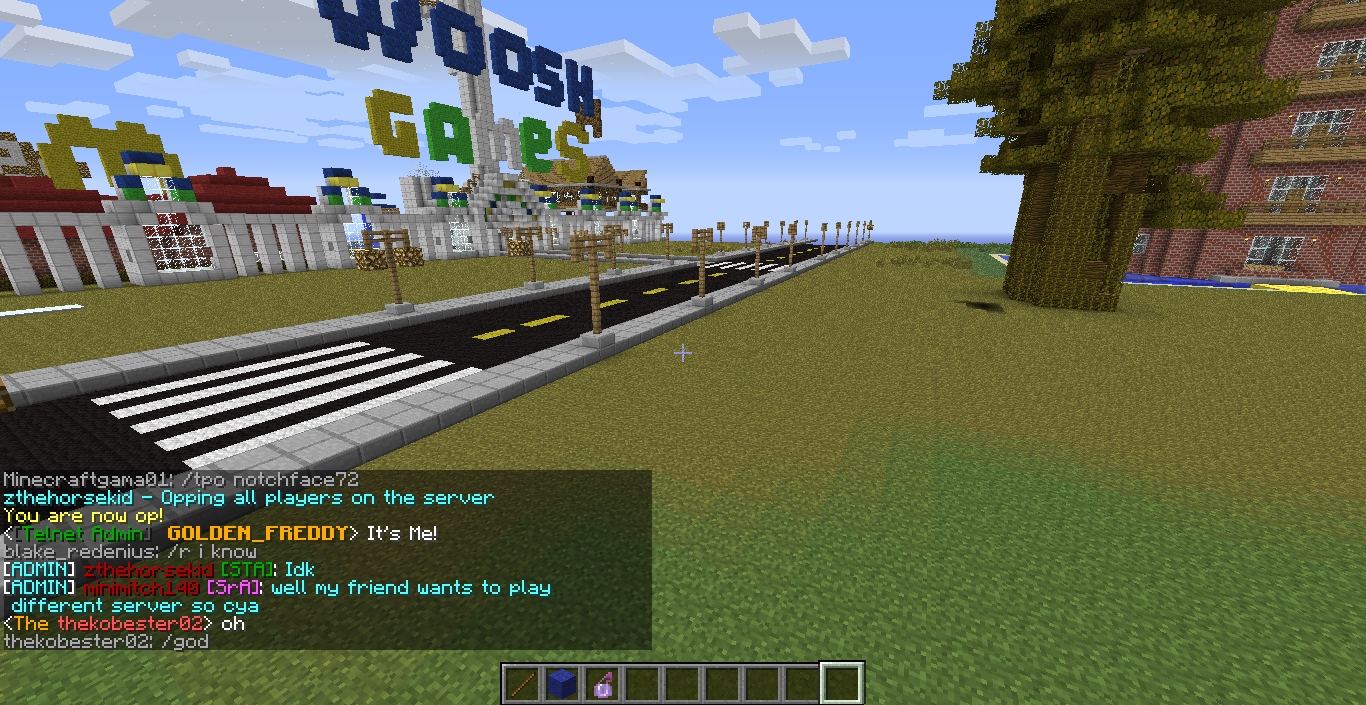 WOOSH
GAmes
Minecraftgama01: /tpo notchface72
zthehorsekid - Opping all players on the server
You are now op!
<[Telnet Admin] GOLDEN_FREDDY> It's Me!
blake_redenius: /r i know
[ADMIN] zthehorsekid [STA]: Idk
[ADMIN] minimitch140 [SrA]: well my friend wants to play
different server so cya
<The thekobester02> oh
thekobester02: /god